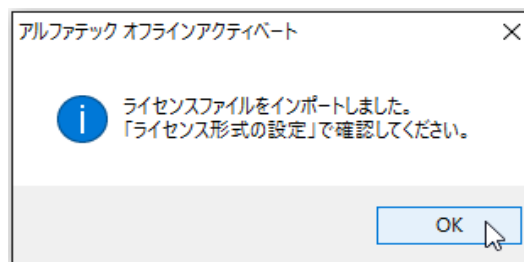 アルファテック オフラインアクティベート
ライセンスファイルをインポートしました。
「ライセンス形式の設定」で確認してください。
OK